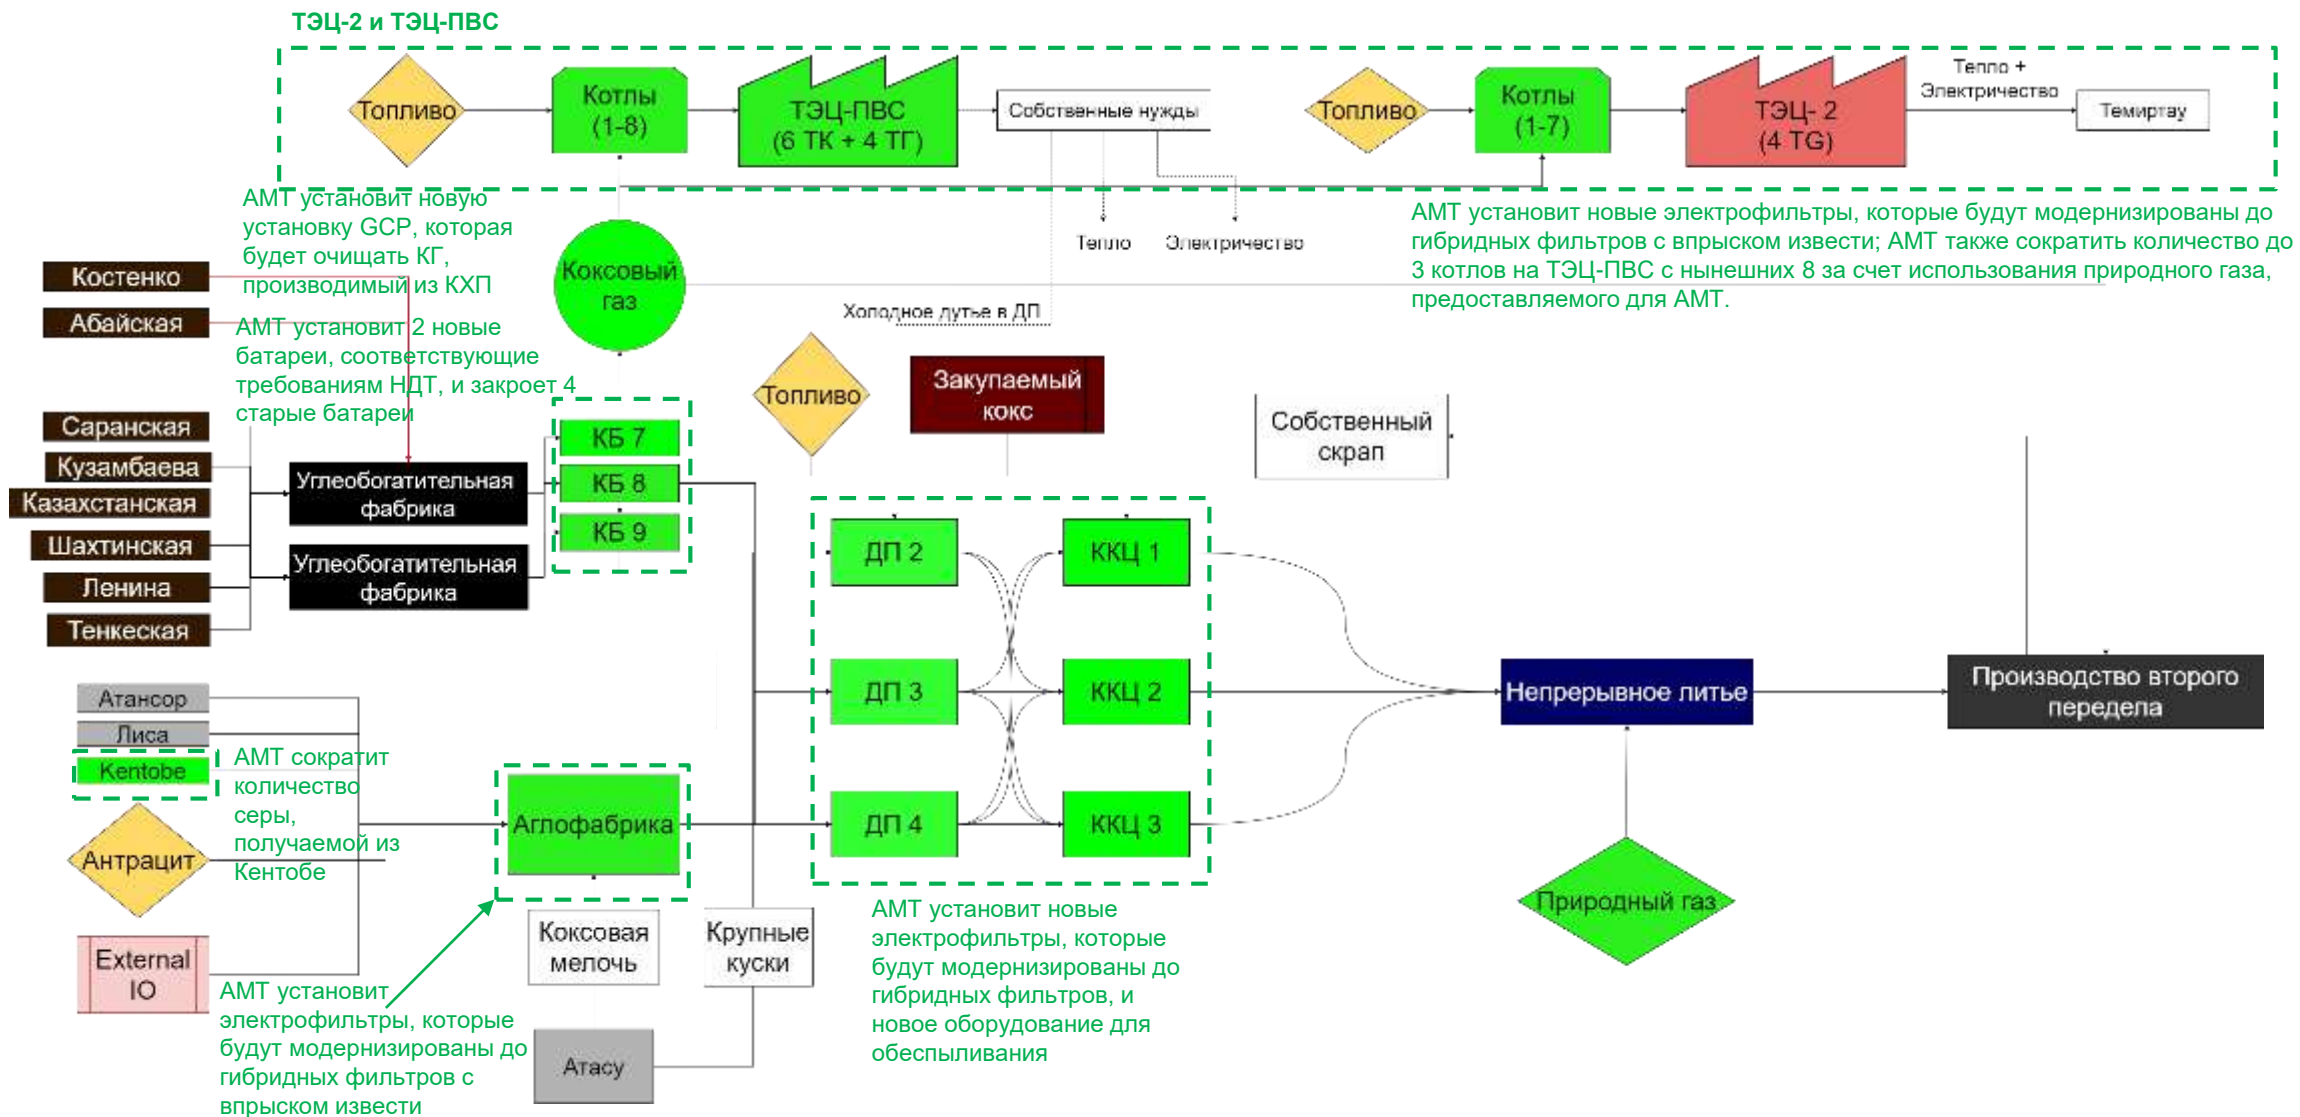 ТЭЦ-2 и ТЭЦ-ПВС
Топливо
Котлы
(1-8)
ТЭЦ-ПВС
(6 ТК + 4 ТГ)
Собственные нужды
Топливо
Котлы
(1-7)
ТЭЦ- 2
(4 TG)
Тепло +
Электричество
Темиртау
АМТ установит новую
установку GCP, которая
будет очищать КГ,
производимый из КХП
Коксовый
газ
Тепло
Электричество
АМТ установит новые электрофильтры, которые будут модернизированы до
гибридных фильтров с впрыском извести; АМТ также сократить количество до
3 котлов на ТЭЦ-ПВС с нынешних 8 за счет использования природного газа,
предоставляемого для АМТ.
Холодное дутье в ДП
Костенко
Абайская
АМТ установит 2 новые
батареи, соответствующие
требованиям НДТ, и закроет 4
старые батареи
Топливо
Закупаемый
кокс
Собственный
скрап
Саранская
Кузамбаева
Казахстанская
Шахтинская
Ленина
Тенкеская
Углеобогатительная
фабрика
Углеобогатительная
фабрика
КБ 7
КБ 8
КБ 9
ДП 2
ККЦ 1
ДП 3
ККЦ 2
ДП 4
ККЦ 3
Непрерывное литье
Производство второго
передела
Природный газ
Атансор
Лиса
Kentobe
АМТ сократит
количество
серы,
получаемой из
Кентобе
Антрацит
External
IO
Аглофабрика
Коксовая
мелочь
Крупные
куски
Атасу
АМТ установит
электрофильтры, которые
будут модернизированы до
гибридных фильтров с
впрыском извести
АМТ установит новые
электрофильтры, которые
будут модернизированы до
гибридных фильтров, и
новое оборудование для
обеспыливания